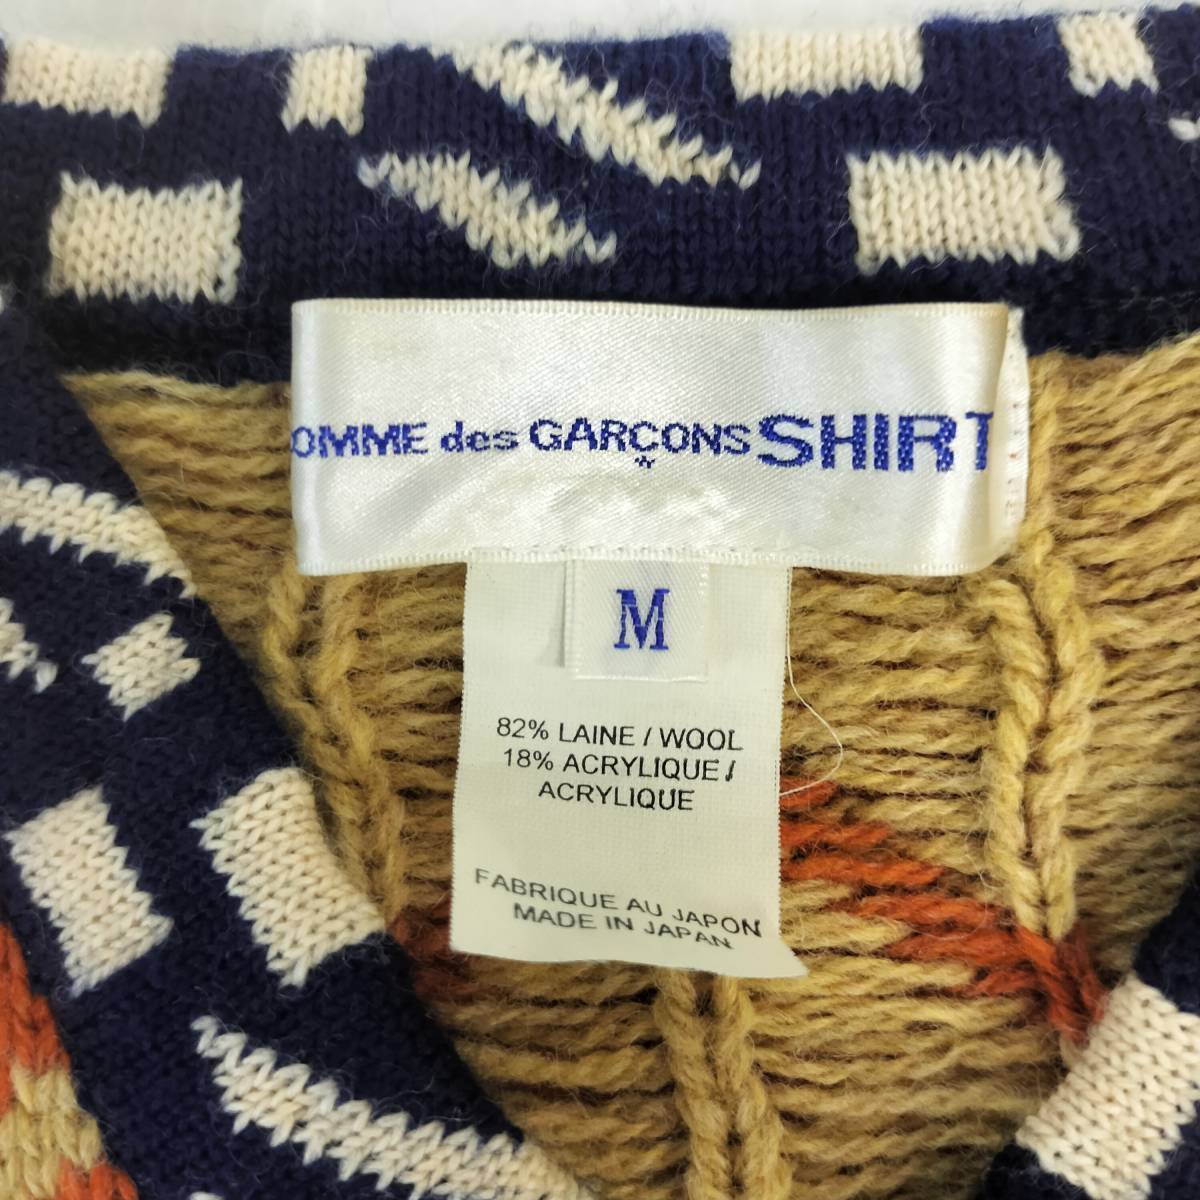 OMME des GARÇONS SHIRT
M
82% LAINE / WOOL
18% ACRYLIQUE /
ACRYLIQUE
FABRIQUE AU JAPON
MADE IN JAPAN